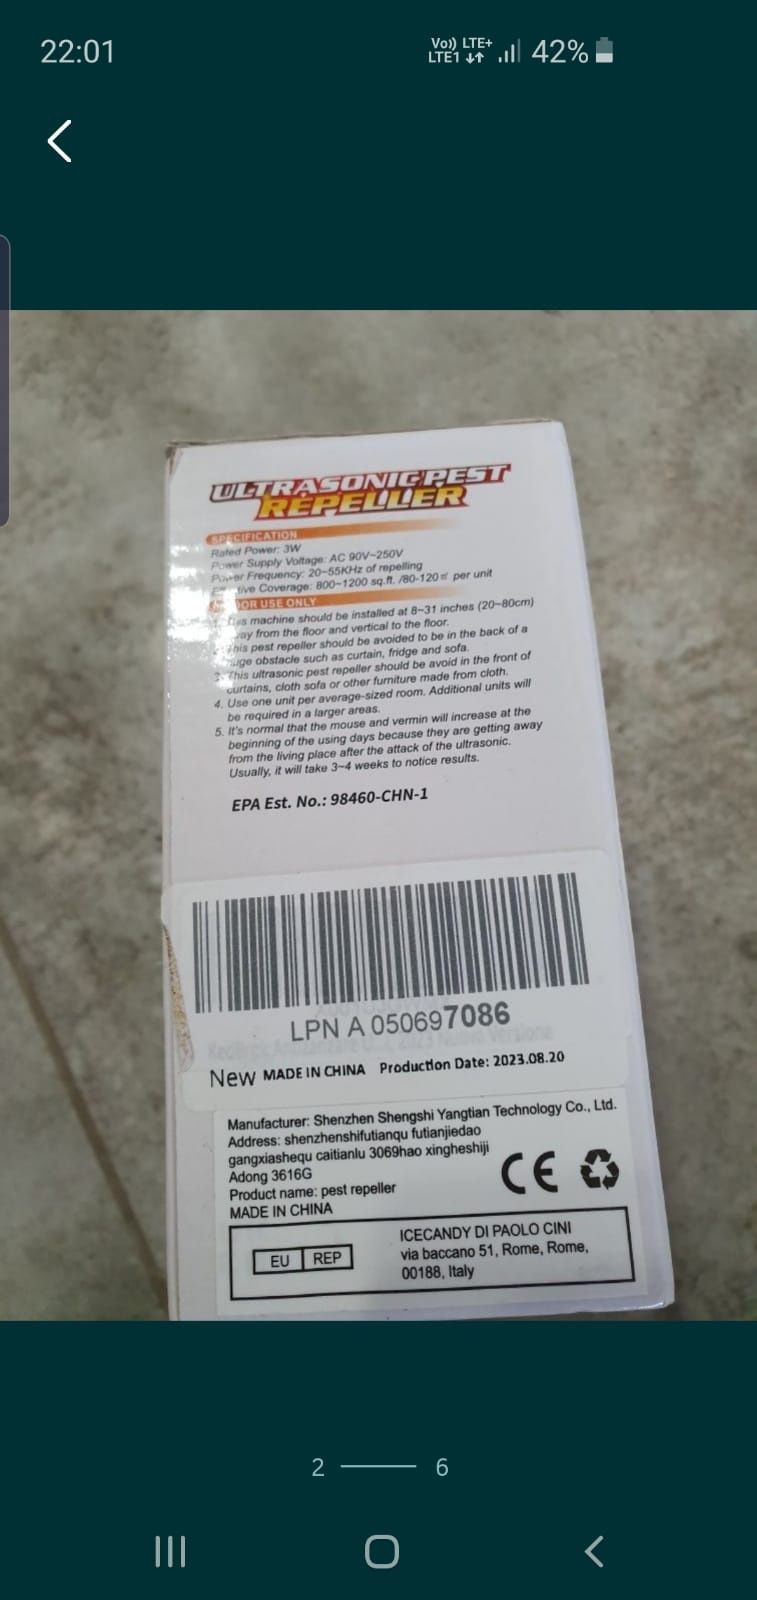 22:01
Vo)) LTE+
LTE1 42%
ULTRASONIC PEST
REPELLER
SPECIFICATION
Rated Power: 3W
Power Supply Voltage: AC 90V~250V
Power Frequency: 20~55KHz of repelling
Coverage: 800~1200 sq.ft. /80-120㎡ per unit
USE ONLY
machine should be installed at 8~31 inches (20~80cm)
from the floor and vertical to the floor.
pest repeller should be avoided to be in the back of a
obstacle such as curtain, fridge and sofa.
3. This ultrasonic pest repeller should be avoid in the front of
curtains, cloth sofa or other furniture made from cloth.
4. Use one unit per average-sized room. Additional units will
be required in a larger areas.
5. It's normal that the mouse and vermin will increase at the
beginning of the using days because they are getting away
from the living place after the attack of the ultrasonic.
Usually, it will take 3~4 weeks to notice results.
EPA Est. No.: 98460-CHN-1
LPN A 050697086
New MADE IN CHINA Production Date: 2023.08.20
Manufacturer: Shenzhen Shengshi Yangtian Technology Co., Ltd.
Address: shenzhenshifutianqu futianjiedao
gangxiashequ caitianlu 3069hao xingheshiji
Adong 3616G
Product name: pest repeller
MADE IN CHINA
CE
EU REP
ICECANDY DI PAOLO CINI
via baccano 51, Rome, Rome,
00188, Italy
2 6